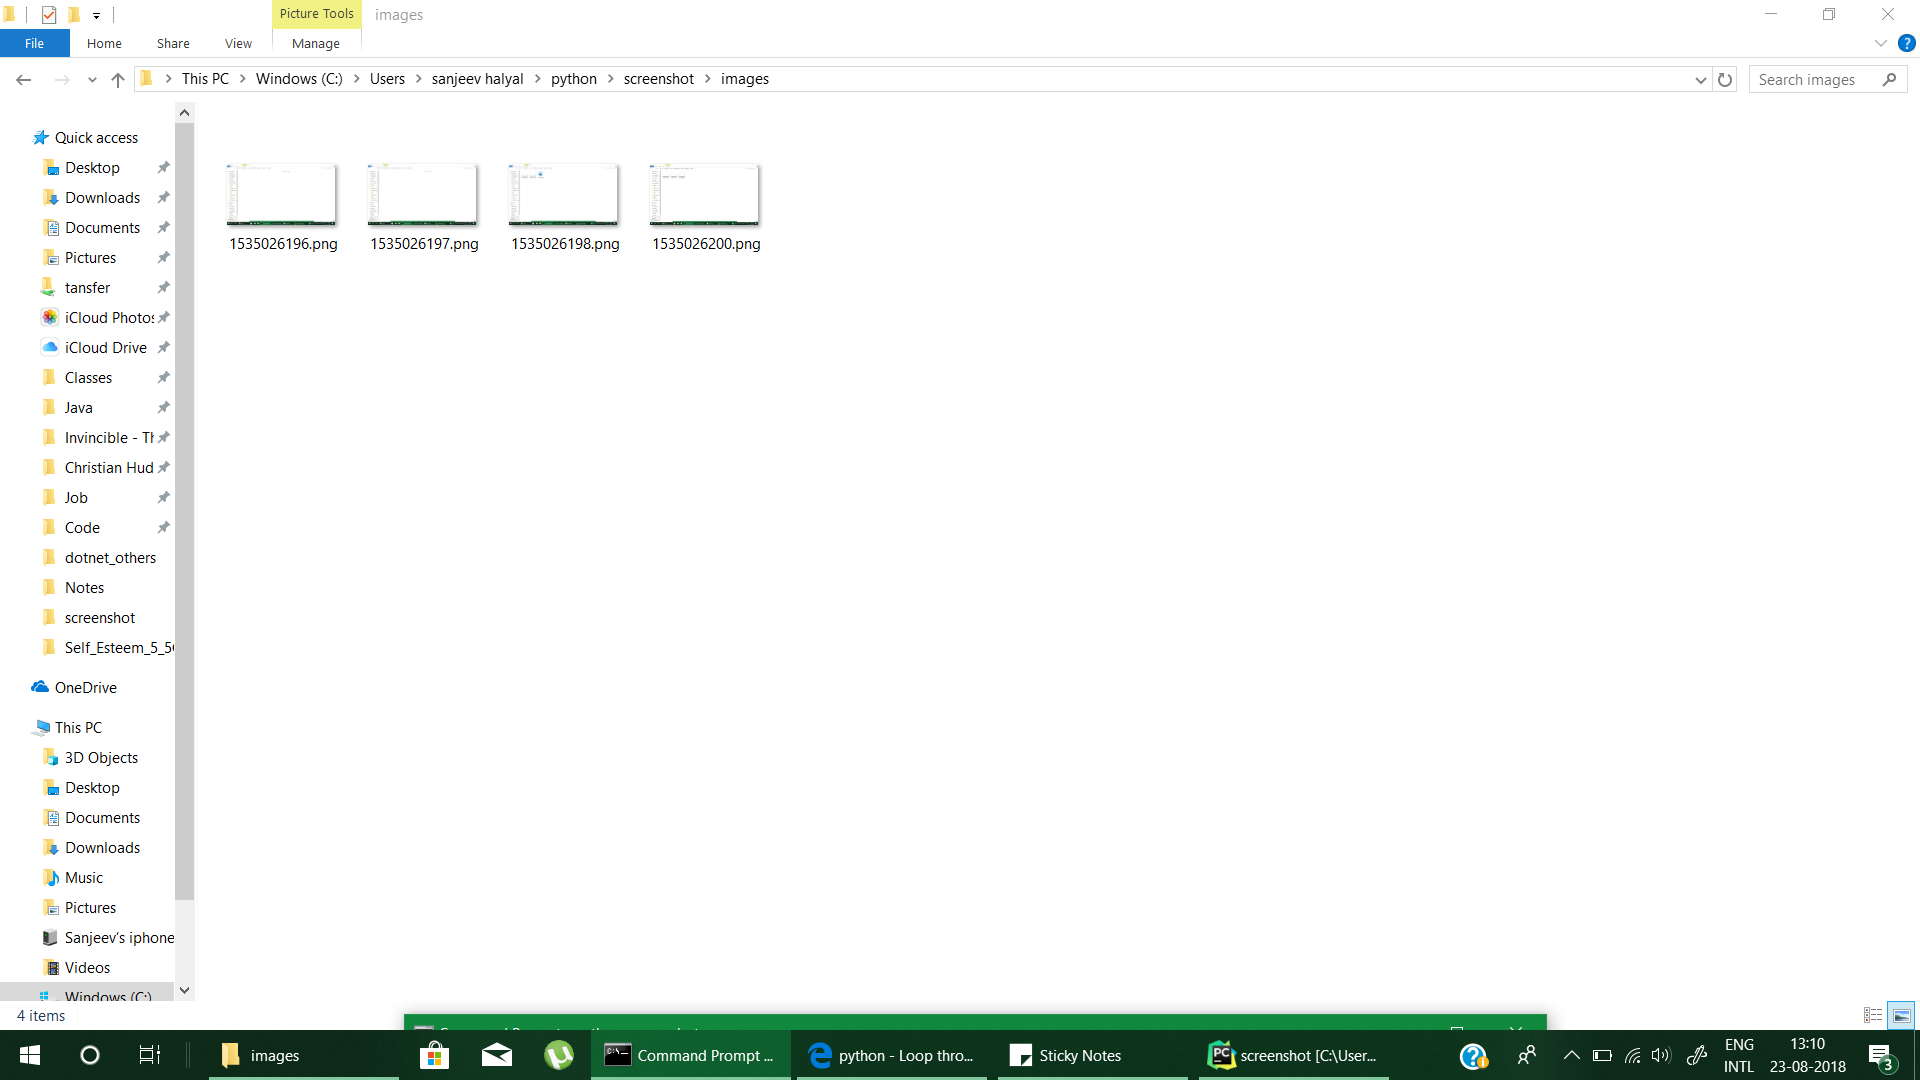 Picture Tools
images
File
Home
Share
View
Manage
This PC
Windows (C:)
Users
sanjeev halyal
python
screenshot
images
Search images
Quick access
Desktop
Downloads
Documents
Pictures
tansfer
iCloud Photos
iCloud Drive
Classes
Java
Invincible - Th
Christian Hud
Job
Code
dotnet_others
Notes
screenshot
Self_Esteem_5_5
OneDrive
This PC
3D Objects
Desktop
Documents
Downloads
Music
Pictures
Sanjeev's iphone
Videos
Windows (C:)
1535026196.png
1535026197.png
1535026198.png
1535026200.png
4 items
images
Command Prompt ...
python - Loop thro...
Sticky Notes
screenshot [C:\User...
ENG
INTL
13:10
23-08-2018
3